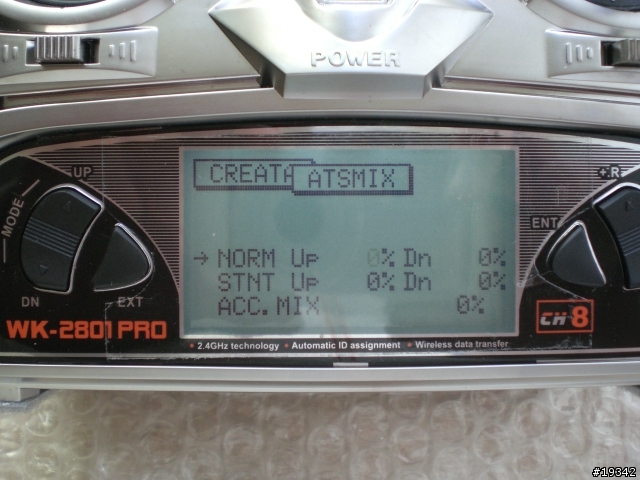 POWER
CREATA ATSMIX
UP
MODE
DN EXT
→ NORM Up 0% Dn 0%
STNT Up 0% Dn 0%
ACC.MIX 0%
+.R
ENT
WK-2801 PRO
CH 8
• 2.4GHz technology • Automatic ID assignment • Wireless data transfer
#19342